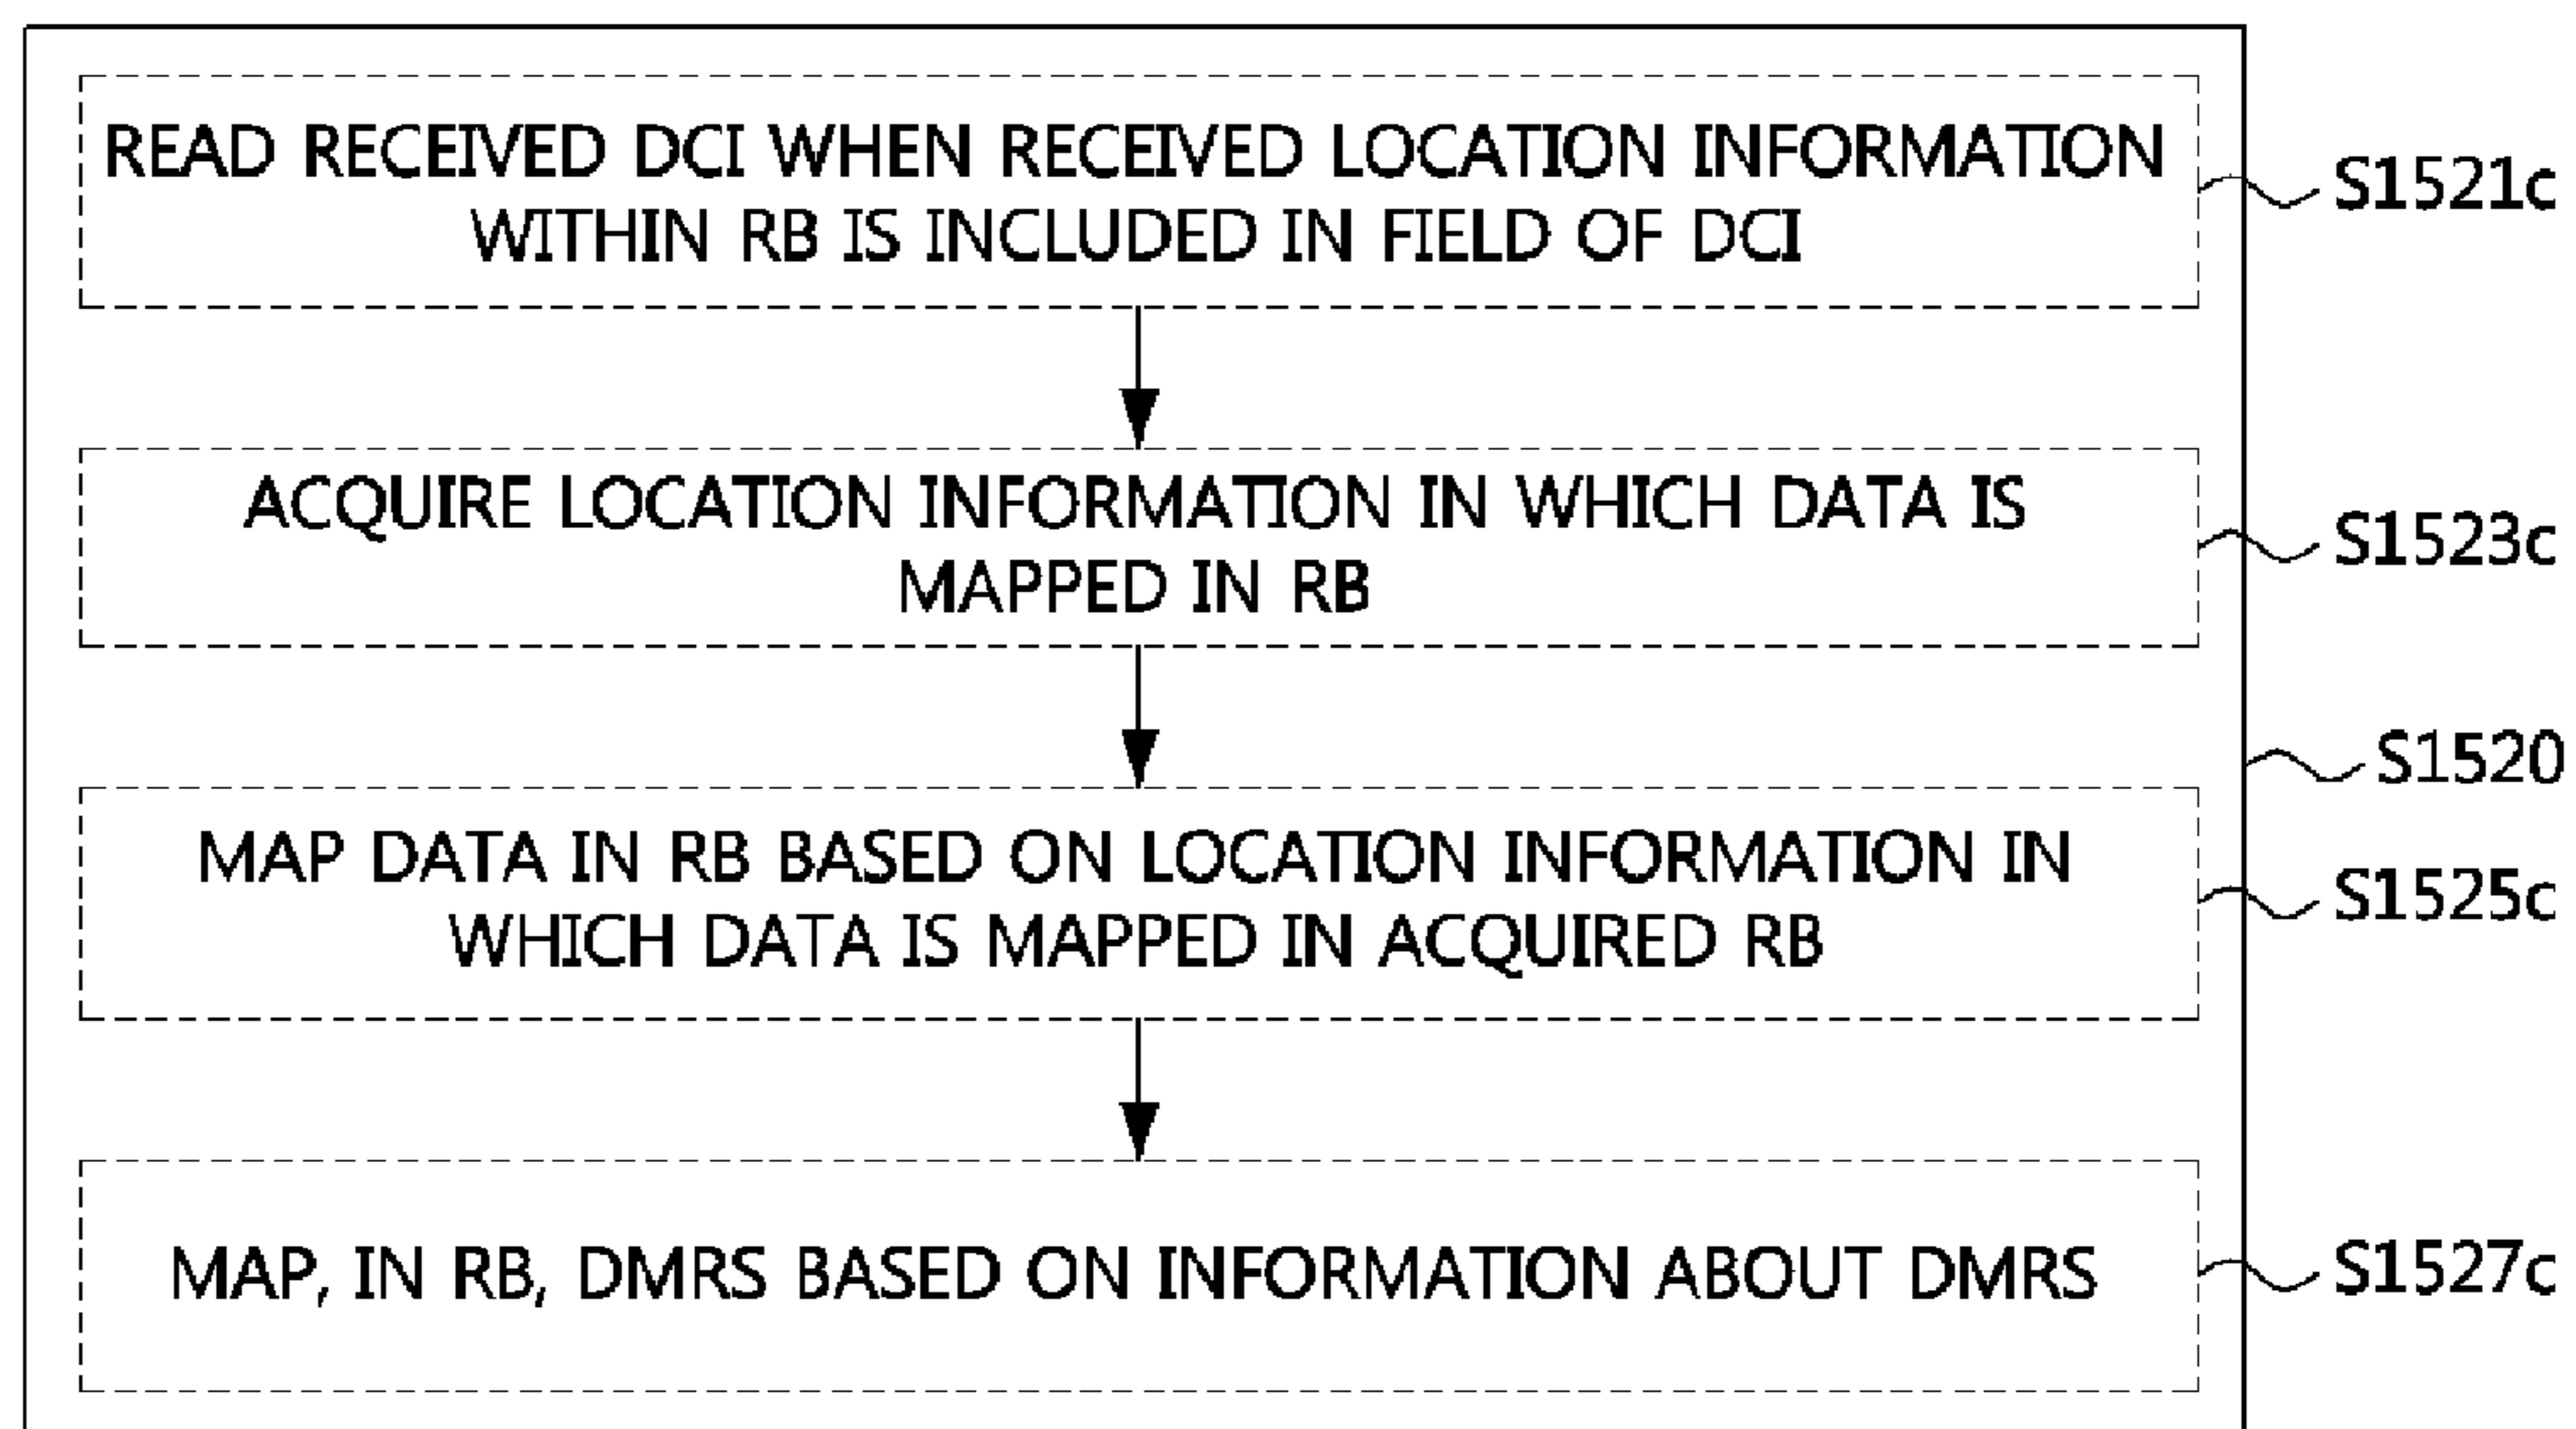 READ RECEIVED DCI WHEN RECEIVED LOCATION INFORMATION
WITHIN RB IS INCLUDED IN FIELD OF DCI
S1521c
ACQUIRE LOCATION INFORMATION IN WHICH DATA IS
MAPPED IN RB
S1523c
S1520
MAP DATA IN RB BASED ON LOCATION INFORMATION IN
WHICH DATA IS MAPPED IN ACQUIRED RB
S1525c
MAP, IN RB, DMRS BASED ON INFORMATION ABOUT DMRS
S1527c